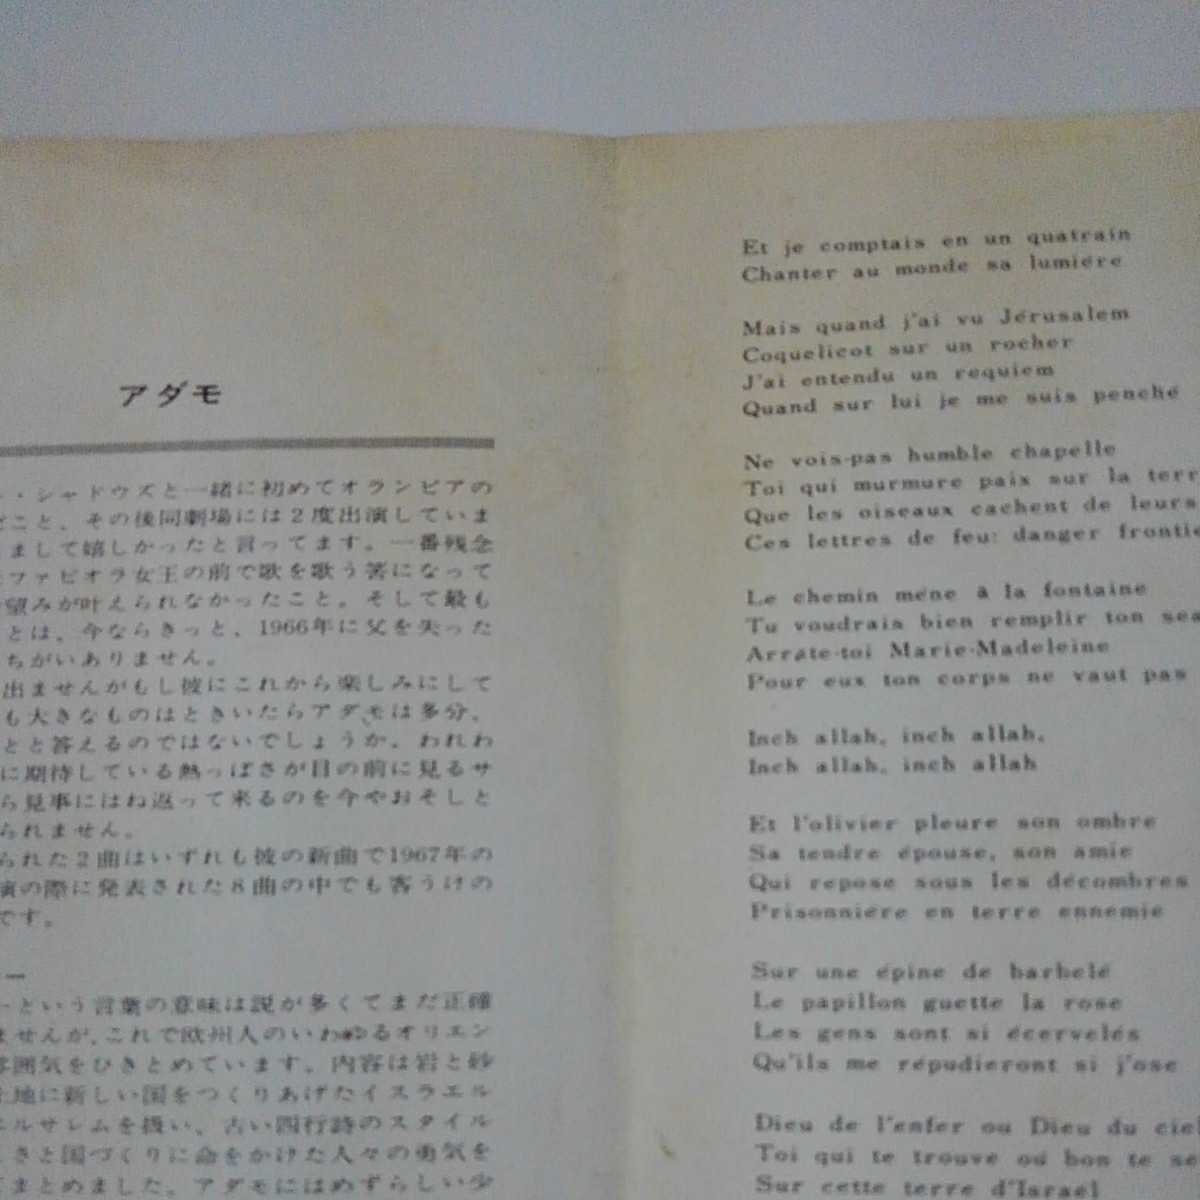 アダモ
・シャドウズと一緒に初めてオランピアの
こと、その後同劇場には2度出演していま
まして嬉しかったと言ってます。一番残念
ファビオラ女王の前で歌を歌う筈になって
望みが叶えられなかったこと。そして最も
とは、今ならきっと、1966年に父を失った
ちがいありません。
出ませんがもし彼にこれから楽しみにして
も大きなものはときいたらアダモは多分、
とと答えるのではないでしょうか。われわ
に期待している熱っぽさが目の前に見るサ
ら見事にはね返って来るのを今やおそしと
られません。
られた2曲はいずれも彼の新曲で1967年の
演の際に発表された8曲の中でも客うけの
です。
ー
ーという言葉の意味は説が多くてまだ正確
ませんが、これで欧州人のいわゆるオリエン
雰囲気をひきとめています。内容は岩と砂
土地に新しい国をつくりあげたイスラエル
エルサレムを扱い、古い四行詩のスタイル
さと国づくりに命をかけた人々の勇気を
まとめました。アダモにはめずらしい少
Et je comptais en un quatrain
Chanter au monde sa lumiére
Mais quand j'ai vu Jérusalem
Coquelicot sur un rocher
J'ai entendu un requiem
Quand sur lui je me suis penché
Ne vois-pas humble chapelle
Toi qui murmure paix sur la terr
Que les oiseaux cachent de leurs
Ces lettres de feu: danger frontie
Le chemin méne à la fontaine
Tu voudrais bien remplir ton sea
Arrâte-toi Marie-Madeleine
Pour eux ton corps ne vaut pas
Inch allah, inch allah,
Inch allah, inch allah
Et l'olivier pleure son ombre
Sa tendre épouse, son amie
Qui repose sous les décombres
Prisonniére en terre ennemie
Sur une épine de barbelé
Le papillon guette la rose
Les gens sont si écervelés
Qu'ils me répudieront si j'ose
Dieu de l'enfer ou Dieu du ciel
Toi qui te trouve où bon te se
Sur cette terre d'Israel